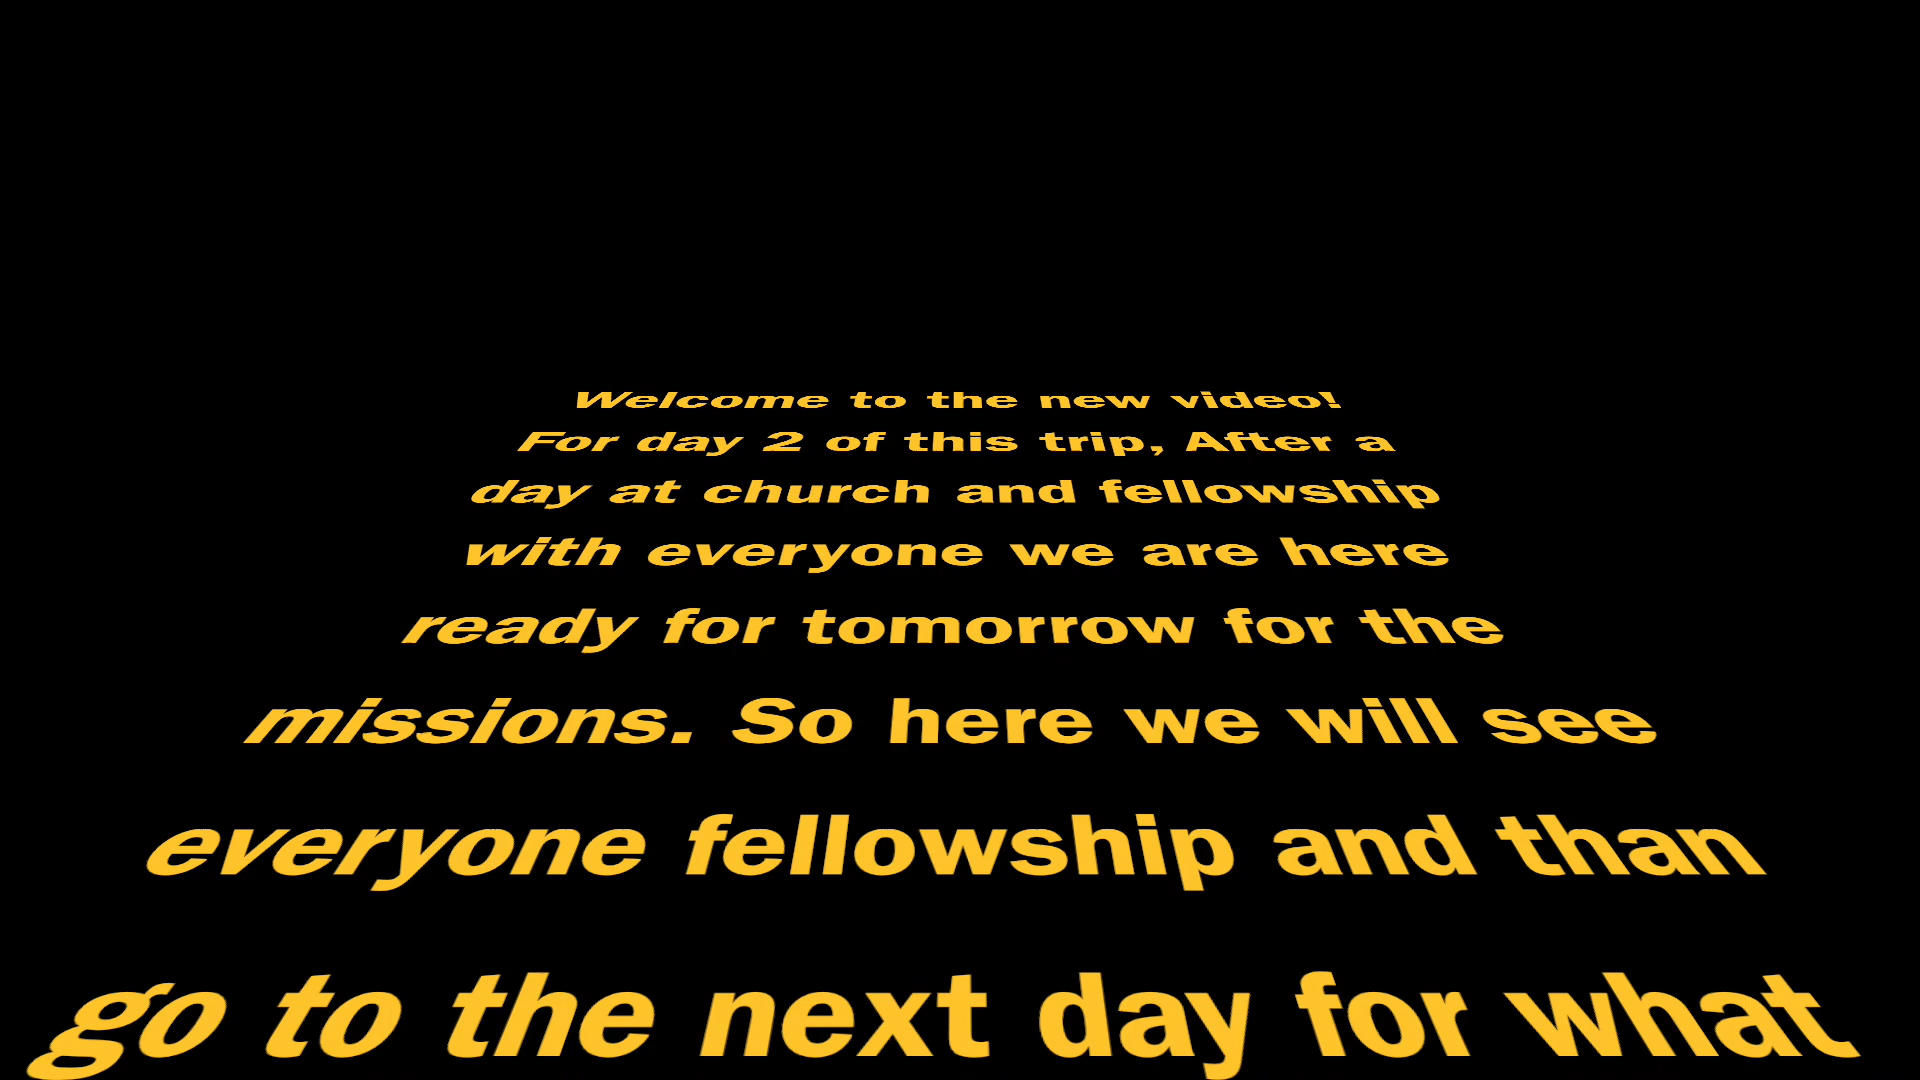 Welcome to the new video!
For day 2 of this trip, After a
day at church and fellowship
with everyone we are here
ready for tomorrow for the
missions. So here we will see
everyone fellowship and than
go to the next day for what